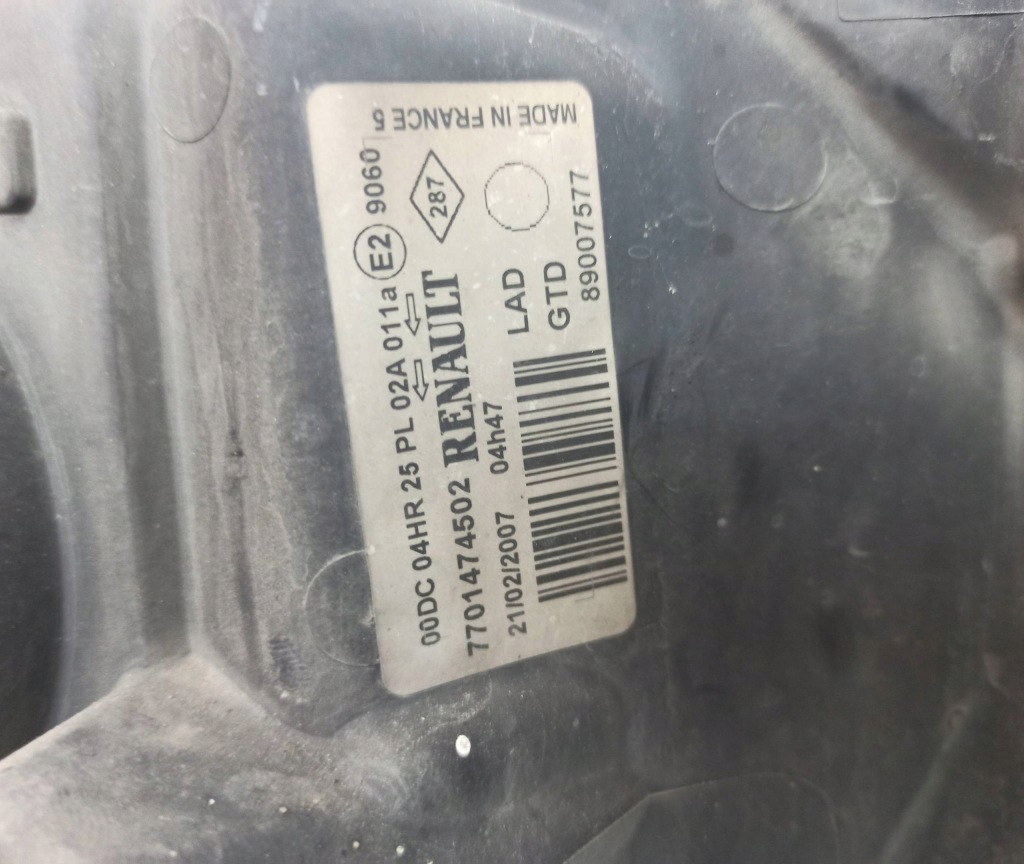 00DC 04HR 25 PL 02A 011a E2 9060
7701474502 RENAULT 287
21/02/2007 04h47 LAD
GTD
89007577
MADE IN FRANCE 5